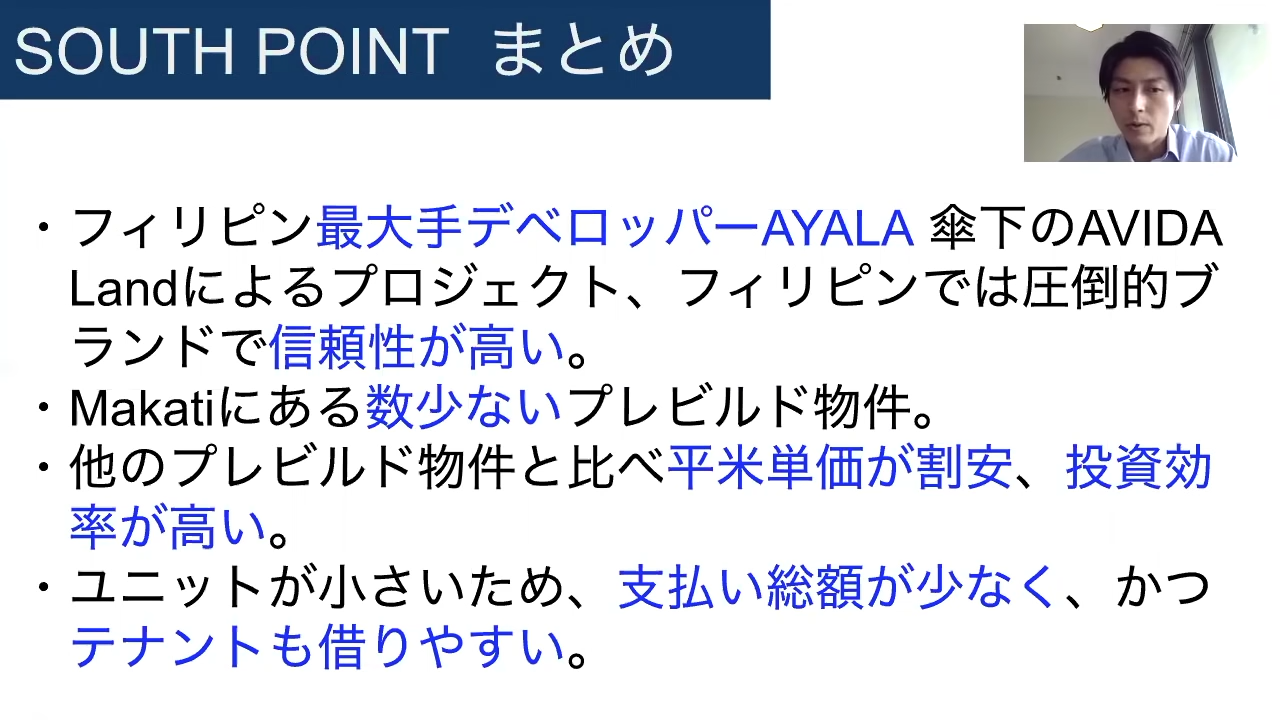 SOUTH POINT まとめ
・フィリピン最大手デベロッパーAYALA 傘下のAVIDA
Landによるプロジェクト、フィリピンでは圧倒的ブ
ランドで信頼性が高い。
・Makatiにある数少ないプレビルド物件。
・他のプレビルド物件と比べ平米単価が割安、投資効
率が高い。
・ユニットが小さいため、支払い総額が少なく、かつ
テナントも借りやすい。